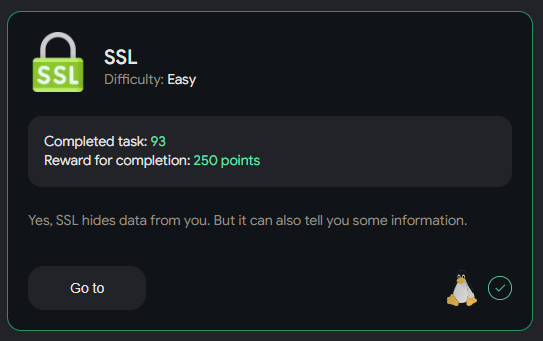 SSL
SSL
Difficulty: Easy
Completed task: 93
Reward for completion: 250 points
Yes, SSL hides data from you. But it can also tell you some information.
Go to